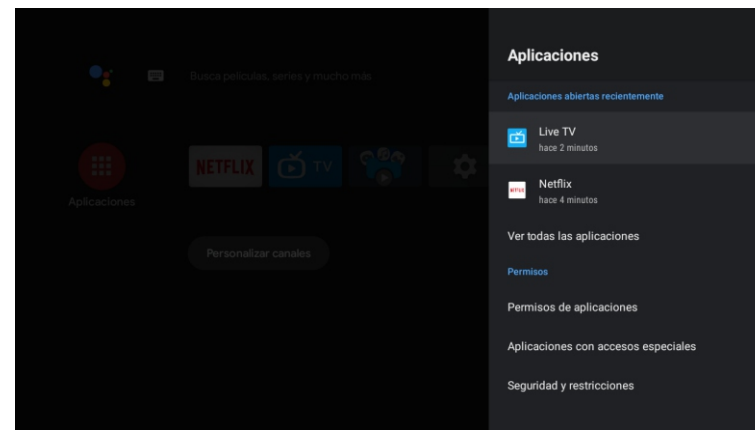 Busca películas, series y mucho más
NETFLIX
TV
Aplicaciones
Personalizar canales
Aplicaciones
Aplicaciones abiertas recientemente
Live TV
hace 2 minutos
Netflix
hace 4 minutos
Ver todas las aplicaciones
Permisos
Permisos de aplicaciones
Aplicaciones con accesos especiales
Seguridad y restricciones